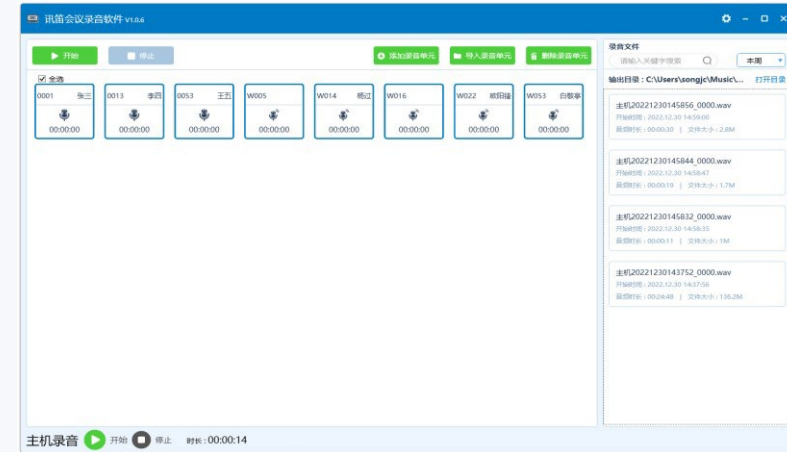 讯笛会议录音软件 V1.0.6
开始
停止
添加录音单元
导入录音单元
删除录音单元
全选
0001 张三
00:00:00
0013 李四
00:00:00
0053 王五
00:00:00
W005
00:00:00
W014 杨过
00:00:00
W016
00:00:00
W022 欧阳锋
00:00:00
W053 白敬亭
00:00:00
录音文件
请输入关键字搜索
本周
输出目录：C:\Users\songjc\Music\...
打开目录
主机20221230145856_0000.wav
开始时间：2022.12.30 14:59:00
音频时长：00:00:30 | 文件大小：2.8M
主机20221230145844_0000.wav
开始时间：2022.12.30 14:58:47
音频时长：00:00:19 | 文件大小：1.7M
主机20221230145832_0000.wav
开始时间：2022.12.30 14:58:35
音频时长：00:00:11 | 文件大小：1M
主机20221230143752_0000.wav
开始时间：2022.12.30 14:37:56
音频时长：00:24:48 | 文件大小：136.2M
主机录音 开始 停止 时长：00:00:14